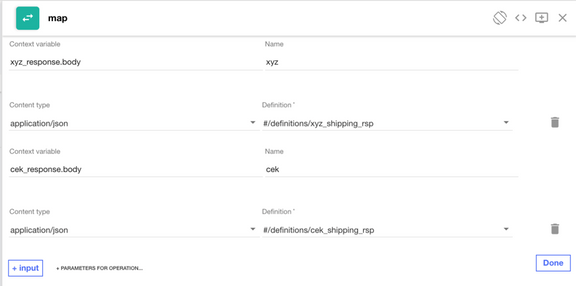 map
Context variable Name
xyz_response.body xyz
Content type Definition *
application/json #/definitions/xyz_shipping_rsp
Context variable Name
cek_response.body cek
Content type Definition *
application/json #/definitions/cek_shipping_rsp
+ input + PARAMETERS FOR OPERATION... Done